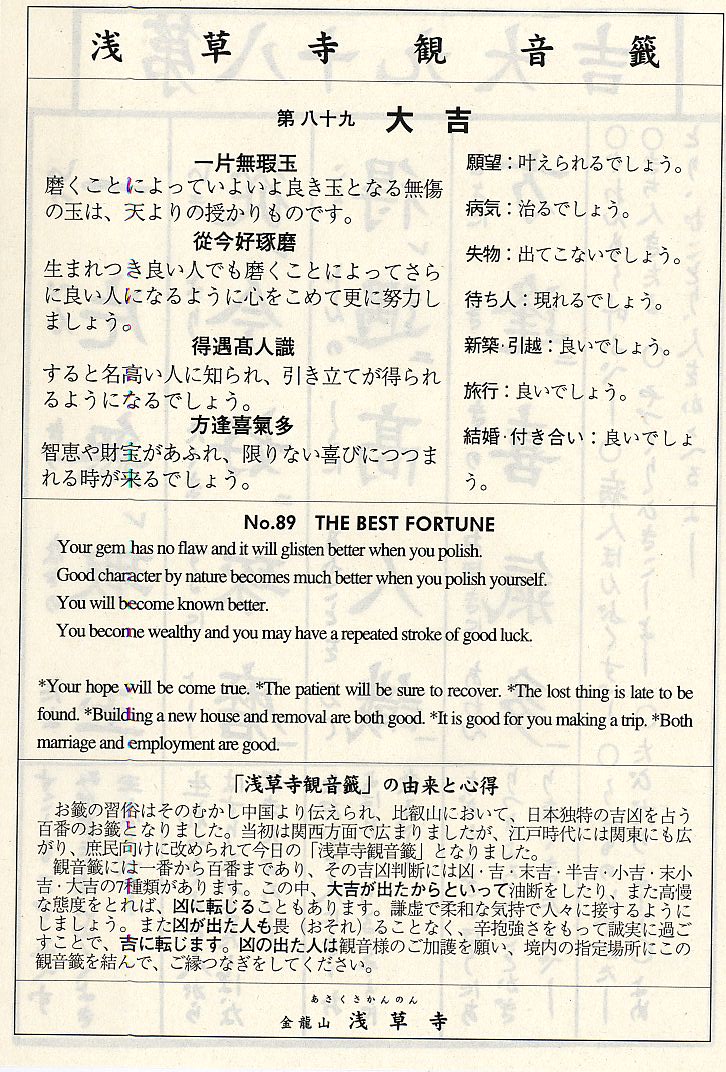 浅草寺観音籤
第八十九 大吉
一片無瑕玉
磨くことによっていよいよ良き玉となる無傷
の玉は、天よりの授かりものです。
從今好琢磨
生まれつき良い人でも磨くことによってさら
に良い人になるように心をこめて更に努力し
ましょう。
得遇髙人識
すると名高い人に知られ、引き立てが得られ
るようになるでしょう。
方逢喜氣多
智恵や財宝があふれ、限りない喜びにつつま
れる時が来るでしょう。
願望：叶えられるでしょう。
病気：治るでしょう。
失物：出てこないでしょう。
待ち人：現れるでしょう。
新築・引越：良いでしょう。
旅行：良いでしょう。
結婚・付き合い：良いでしょ
う。
No.89 THE BEST FORTUNE
Your gem has no flaw and it will glisten better when you polish.
Good character by nature becomes much better when you polish yourself.
You will become known better.
You become wealthy and you may have a repeated stroke of good luck.
*Your hope will be come true. *The patient will be sure to recover. *The lost thing is late to be
found. *Building a new house and removal are both good. *It is good for you making a trip. *Both
marriage and employment are good.
「浅草寺観音籤」の由来と心得
お籤の習俗はそのむかし中国より伝えられ、比叡山において、日本独特の吉凶を占う
百番のお籤となりました。当初は関西方面で広まりましたが、江戸時代には関東にも広
がり、庶民向けに改められて今日の「浅草寺観音籤」となりました。
観音籤には一番から百番まであり、その吉凶判断には凶・吉・末吉・半吉・小吉・末小
吉・大吉の7種類があります。この中、大吉が出たからといって油断をしたり、また高慢
な態度をとれば、凶に転じることもあります。謙虚で柔和な気持で人々に接するように
しましょう。また凶が出た人も畏（おそれ）ることなく、辛抱強さをもって誠実に過ご
すことで、吉に転じます。凶の出た人は観音様のご加護を願い、境内の指定場所にこの
観音籤を結んで、ご縁つなぎをしてください。
あさくさかんのん
金龍山 浅草寺